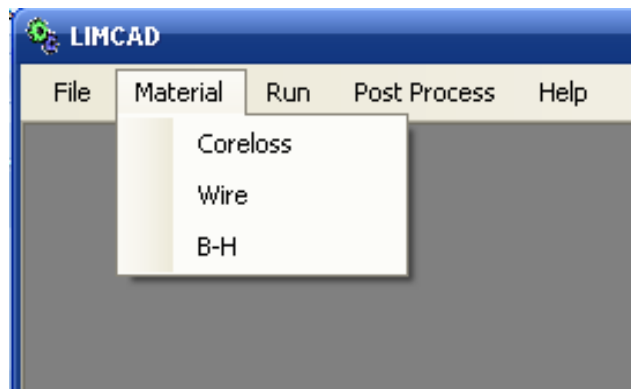 LIMCAD
File Material Run Post Process Help
Coreloss
Wire
B-H